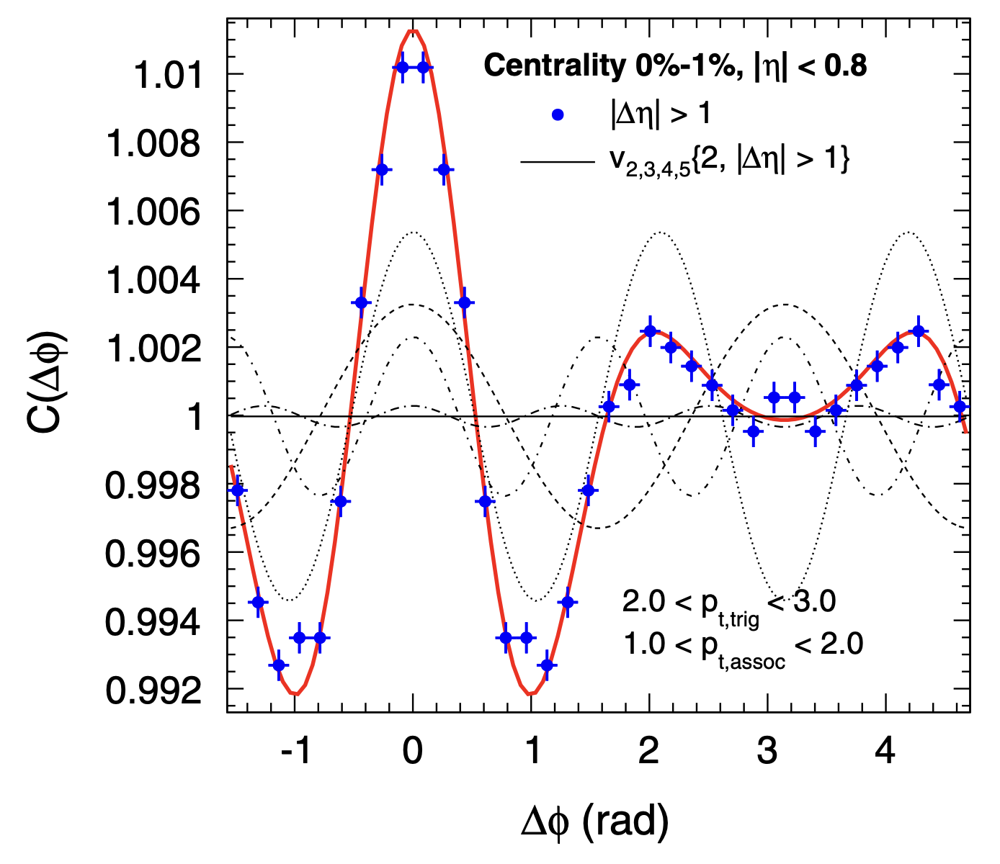 Centrality 0%-1%, |η| < 0.8
|Δη| > 1
v2,3,4,5{2, |Δη| > 1}
1.01
1.008
1.006
1.004
1.002
1
0.998
0.996
0.994
0.992
C(Δϕ)
2.0 < pt,trig < 3.0
1.0 < pt,assoc < 2.0
-1 0 1 2 3 4
Δϕ (rad)